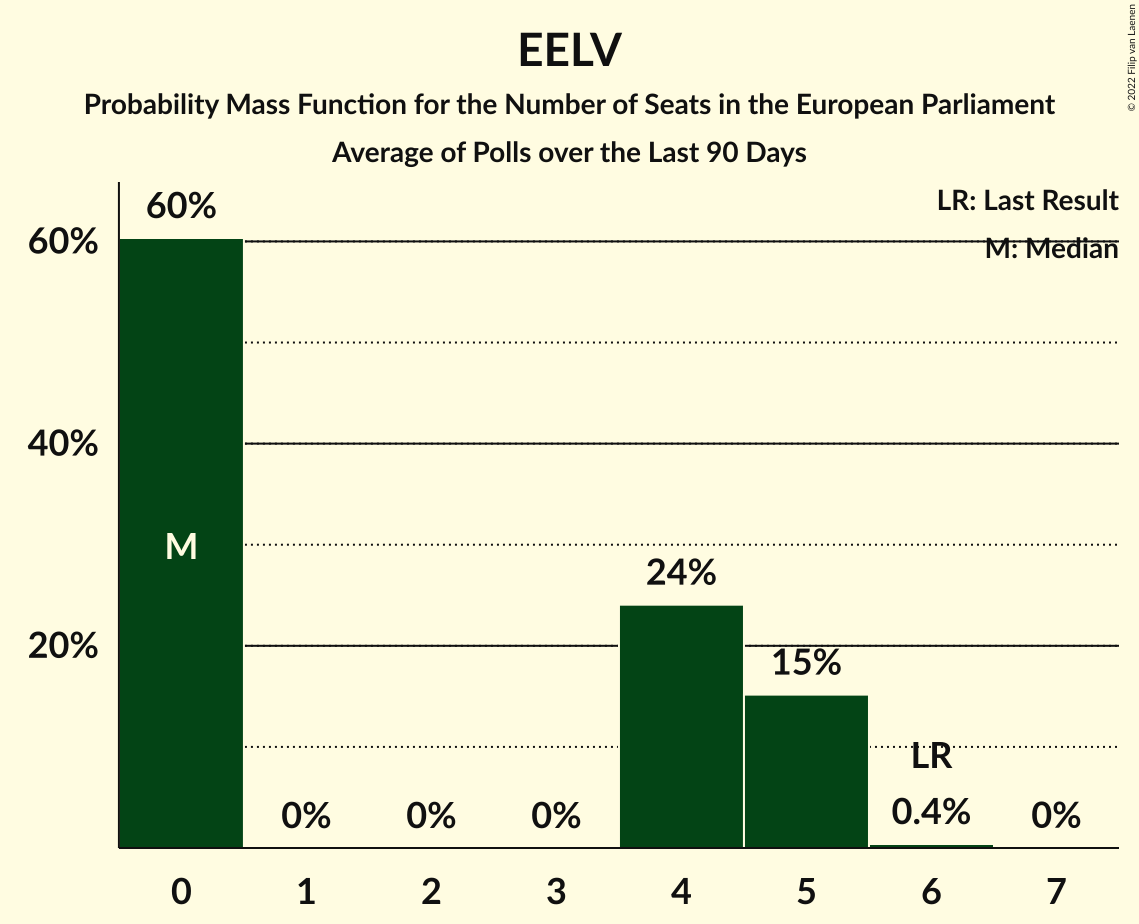 EELV
Probability Mass Function for the Number of Seats in the European Parliament
Average of Polls over the Last 90 Days
© 2022 Filip van Laenen
LR: Last Result
M: Median
60%
40%
20%
60%
M
0%
0%
0%
24%
15%
LR
0.4%
0%
0 1 2 3 4 5 6 7